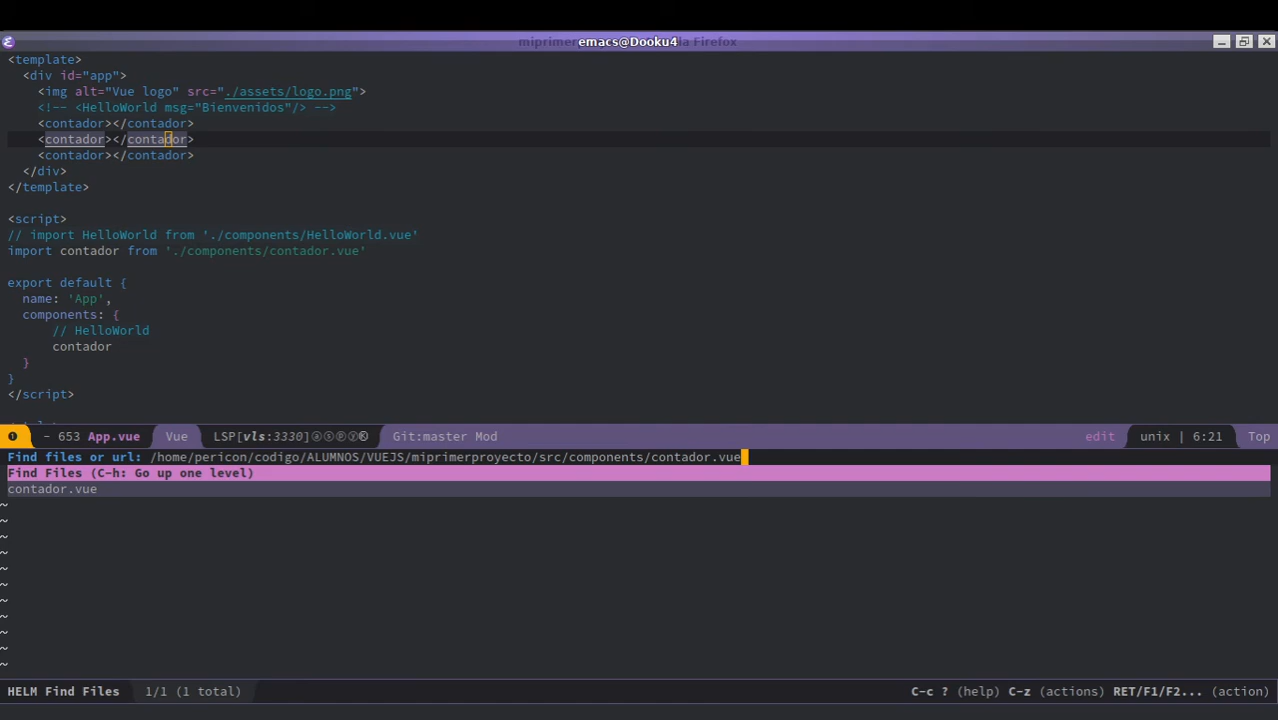 emacs@Dooku4
<template>
<div id="app">
<img alt="Vue logo" src="./assets/logo.png">
<!-- <HelloWorld msg="Bienvenidos"/> -->
<contador></contador>
<contador></contador>
<contador></contador>
</div>
</template>
<script>
// import HelloWorld from './components/HelloWorld.vue'
import contador from './components/contador.vue'
export default {
name: 'App',
components: {
// HelloWorld
contador
}
}
</script>
- 653 App.vue Vue LSP[vls:3330] Git:master Mod edit unix | 6:21 Top
Find files or url: /home/pericon/codigo/ALUMNOS/VUEJS/miprimerproyecto/src/components/contador.vue
Find Files (C-h: Go up one level)
contador.vue
~
~
~
~
~
~
~
~
~
~
~
HELM Find Files 1/1 (1 total) C-c ? (help) C-z (actions) RET/F1/F2... (action)